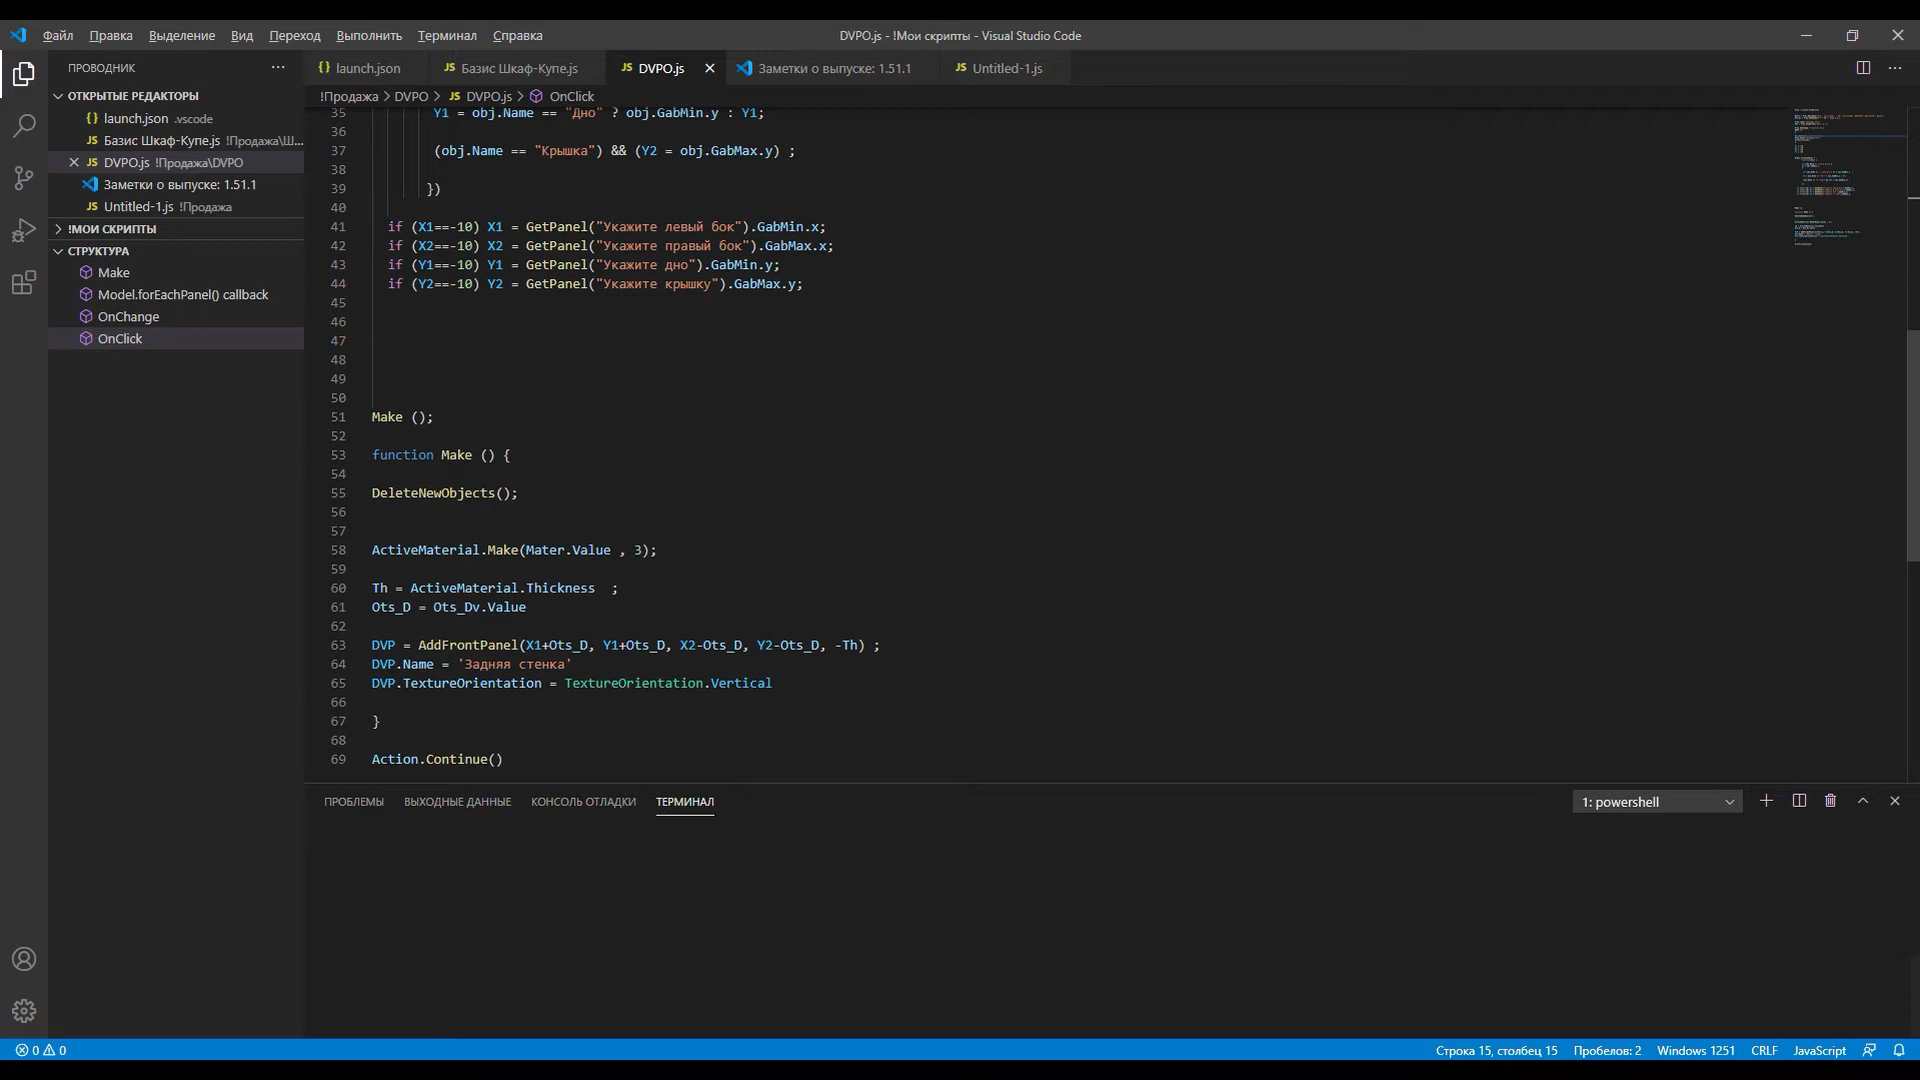 Файл Правка Выделение Вид Переход Выполнить Терминал Справка
DVPO.js - !Мои скрипты - Visual Studio Code
ПРОВОДНИК
ОТКРЫТЫЕ РЕДАКТОРЫ
launch.json .vscode
JS Базис Шкаф-Купе.js !Продажа\Ш...
JS DVPO.js !Продажа\DVPO
Заметки о выпуске: 1.51.1
JS Untitled-1.js !Продажа
!МОИ СКРИПТЫ
СТРУКТУРА
Make
Model.forEachPanel() callback
OnChange
OnClick
{} launch.json
JS Базис Шкаф-Купе.js
JS DVPO.js
Заметки о выпуске: 1.51.1
JS Untitled-1.js
!Продажа > DVPO > JS DVPO.js > OnClick
35 Y1 = obj.Name == "Дно" ? obj.GabMin.y : Y1;
36
37 (obj.Name == "Крышка") && (Y2 = obj.GabMax.y) ;
38
39 })
40
41 if (X1==-10) X1 = GetPanel("Укажите левый бок").GabMin.x;
42 if (X2==-10) X2 = GetPanel("Укажите правый бок").GabMax.x;
43 if (Y1==-10) Y1 = GetPanel("Укажите дно").GabMin.y;
44 if (Y2==-10) Y2 = GetPanel("Укажите крышку").GabMax.y;
45
46
47
48
49
50
51 Make ();
52
53 function Make () {
54
55 DeleteNewObjects();
56
57
58 ActiveMaterial.Make(Mater.Value , 3);
59
60 Th = ActiveMaterial.Thickness ;
61 Ots_D = Ots_Dv.Value
62
63 DVP = AddFrontPanel(X1+Ots_D, Y1+Ots_D, X2-Ots_D, Y2-Ots_D, -Th) ;
64 DVP.Name = 'Задняя стенка'
65 DVP.TextureOrientation = TextureOrientation.Vertical
66
67 }
68
69 Action.Continue()
ПРОБЛЕМЫ ВЫХОДНЫЕ ДАННЫЕ КОНСОЛЬ ОТЛАДКИ ТЕРМИНАЛ
1: powershell
0 0
Строка 15, столбец 15 Пробелов: 2 Windows 1251 CRLF JavaScript